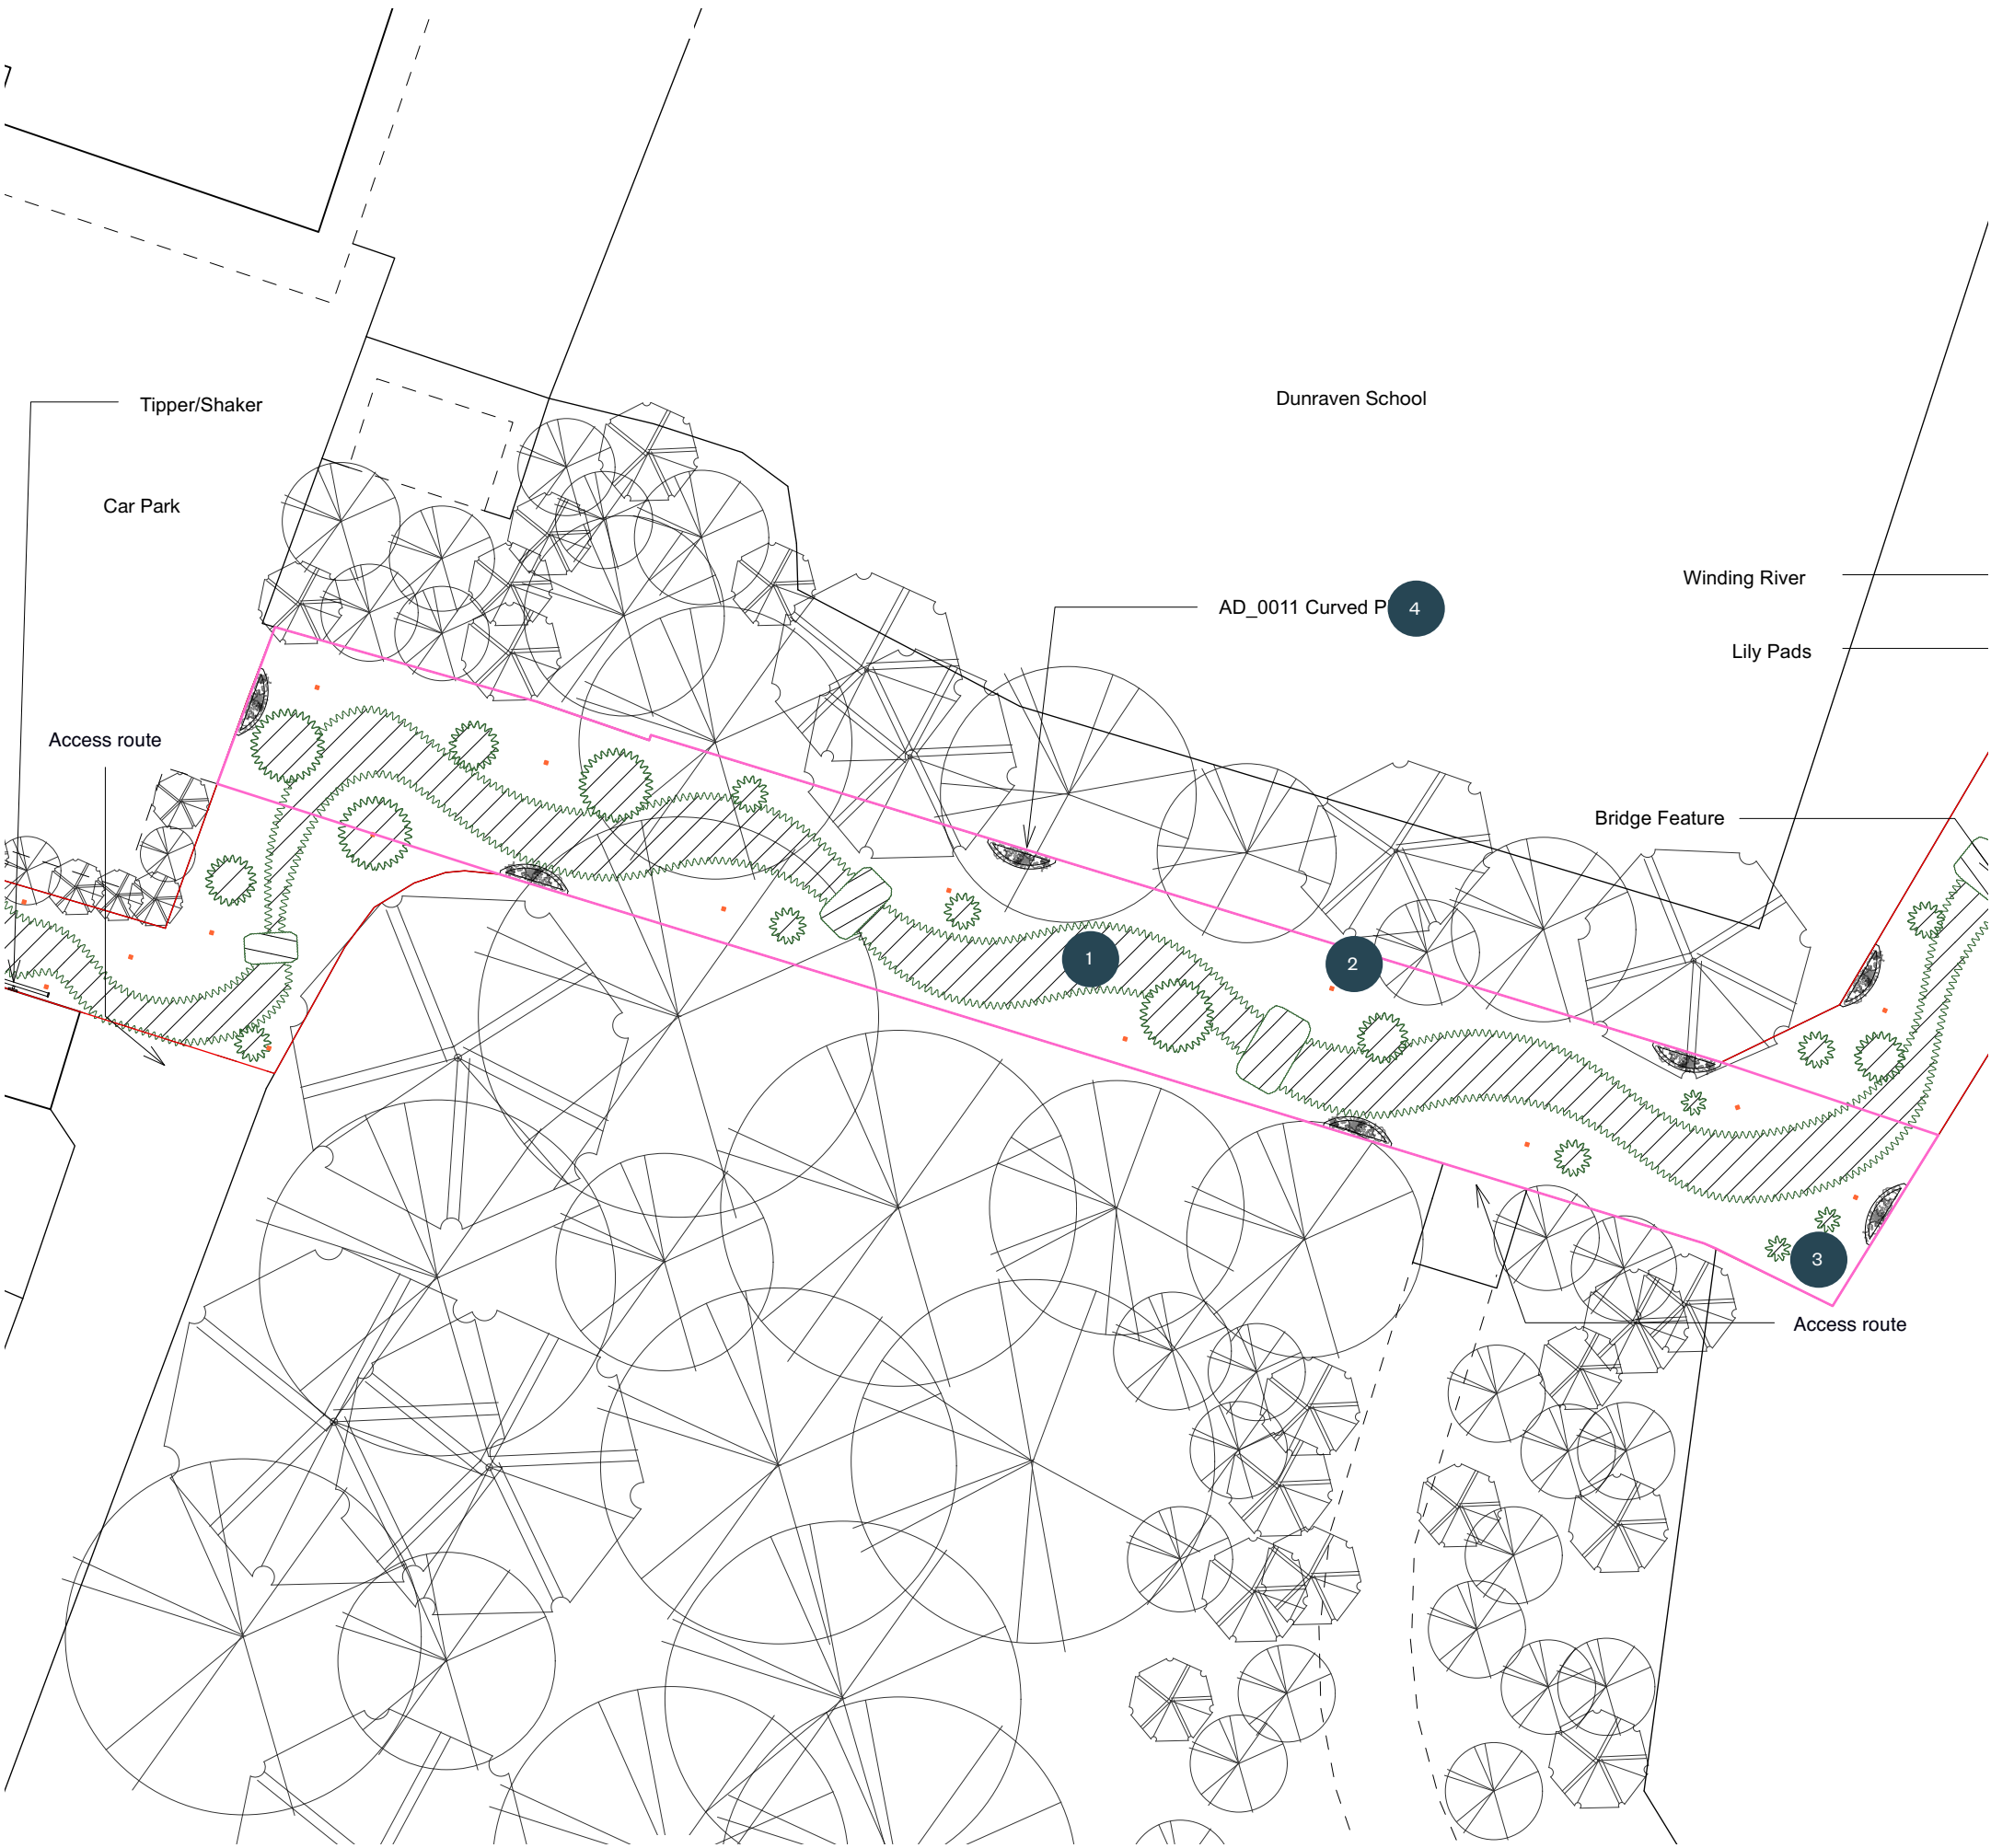 Tipper/Shaker
Dunraven School
Car Park
Winding River
AD_0011 Curved P
4
Lily Pads
Access route
Bridge Feature
1
2
3
Access route